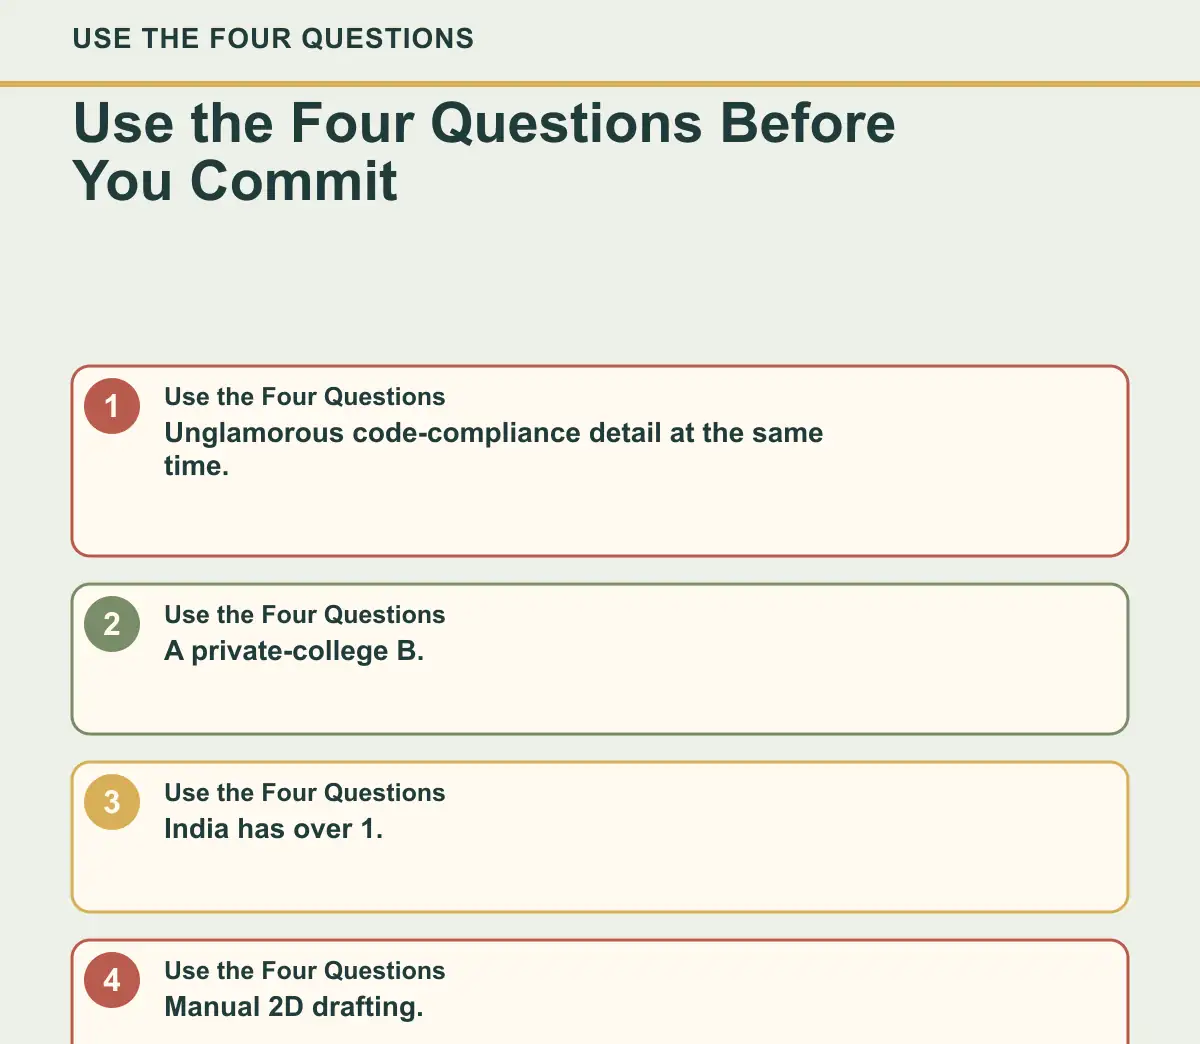 USE THE FOUR QUESTIONS
Use the Four Questions Before
You Commit
1
Use the Four Questions
Unglamorous code-compliance detail at the same
time.
2
Use the Four Questions
A private-college B.
3
Use the Four Questions
India has over 1.
4
Use the Four Questions
Manual 2D drafting.